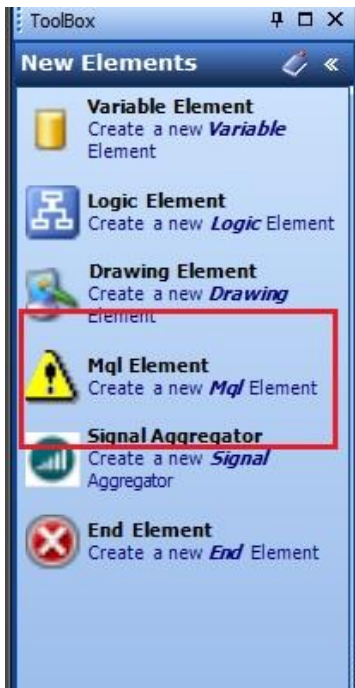 ToolBox
New Elements
Variable Element
Create a new Variable
Element
Logic Element
Create a new Logic Element
Drawing Element
Create a new Drawing
Element
Mql Element
Create a new Mql Element
Signal Aggregator
Create a new Signal
Aggregator
End Element
Create a new End Element